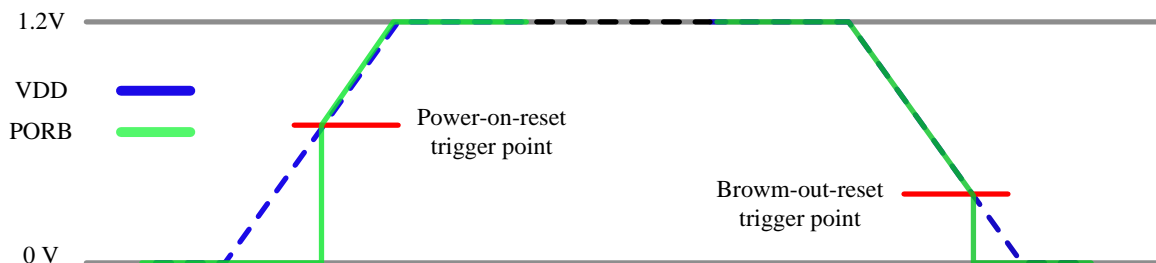 1.2V
VDD
PORB
Power-on-reset
trigger point
Browm-out-reset
trigger point
0 V